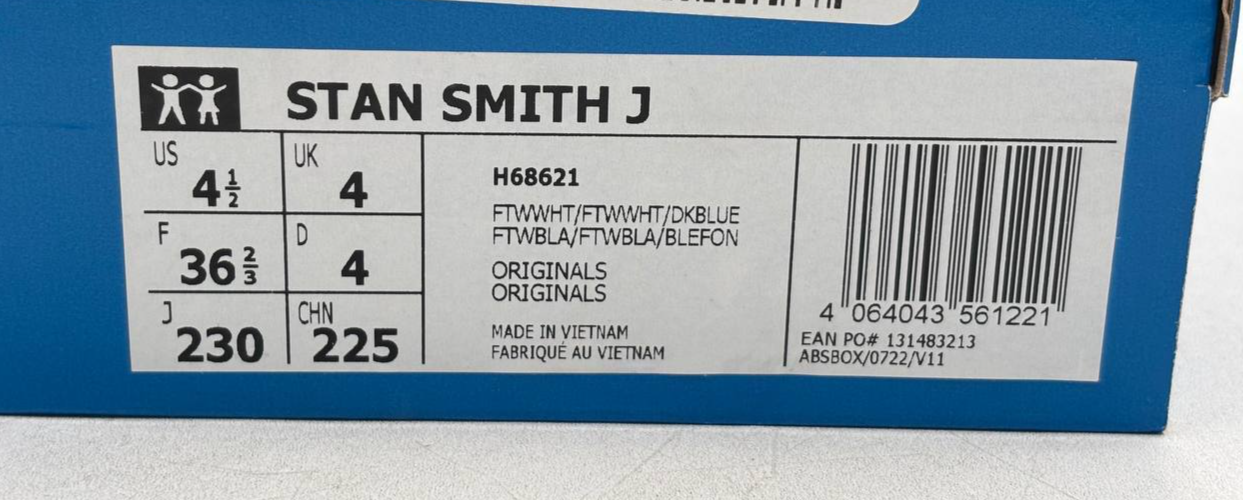 STAN SMITH J
US 4½ UK 4
F 36⅔ D 4
J 230 CHN 225
H68621
FTWWHT/FTWWHT/DKBLUE
FTWBLA/FTWBLA/BLEFON
ORIGINALS
ORIGINALS
MADE IN VIETNAM
FABRIQUÉ AU VIETNAM
4 064043 561221
EAN PO# 131483213
ABSBOX/0722/V11